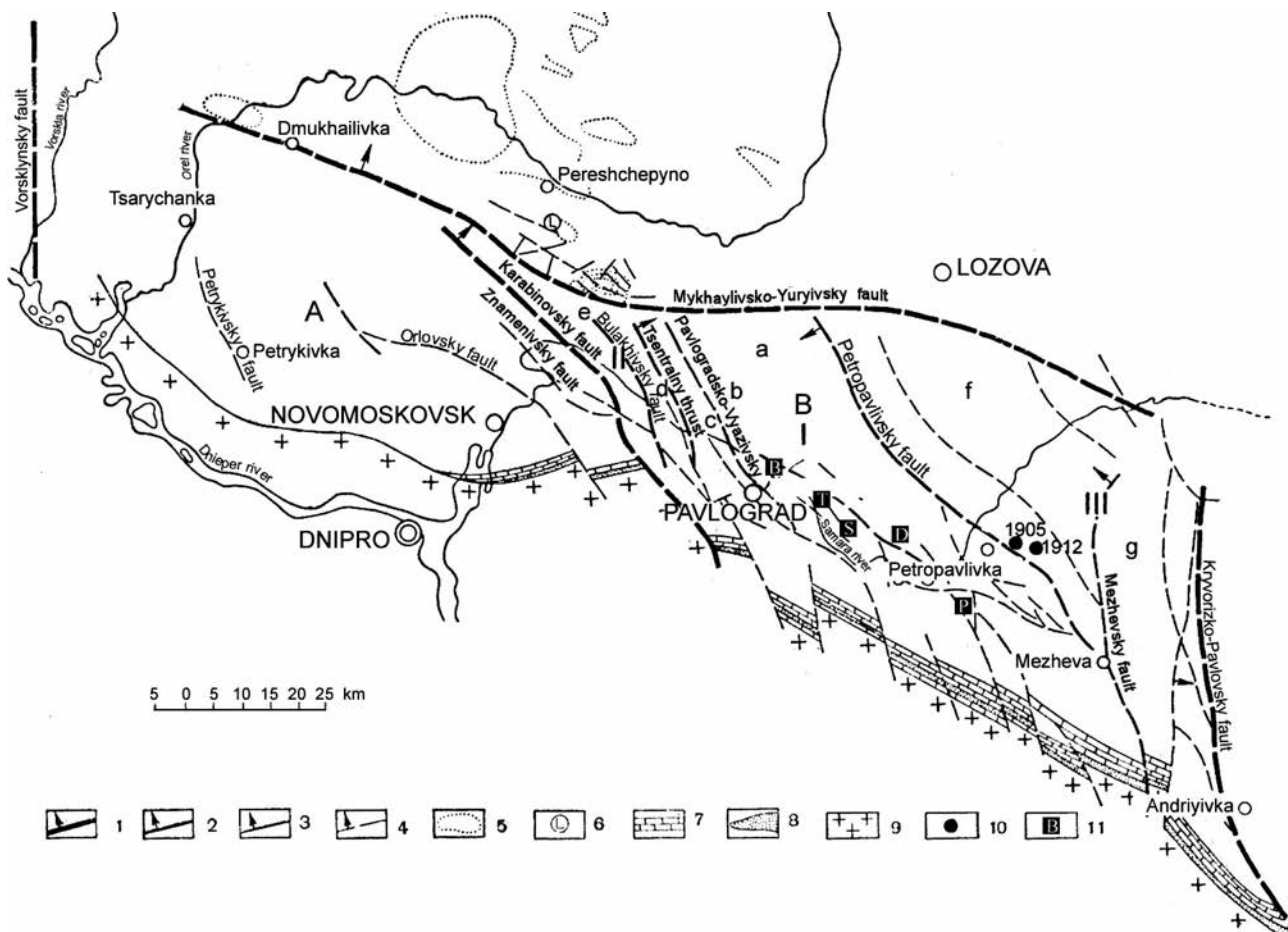 Vorsklynsky fault
Vorskla river
Orel river
Dmukhailivka
Tsarychanka
Pereshchepyno
L
LOZOVA
Mykhaylivsko-Yuryivsky fault
Petrykivsky fault
A
Petrykivka
Orlovsky fault
Karabinovsky fault
Znamenivsky fault
e
Bulakhivsky fault
II
Tsentralny thrust
Pavlogradsko-Vyazivsky
d
c
b
a
B
I
Petropavlivsky fault
f
NOVOMOSKOVSK
Dnieper river
DNIPRO
B
PAVLOGRAD
T
S
D
Samara river
Petropavlivka
P
1905
1912
III
g
Mezhevsky fault
Kryvorizko-Pavlovsky fault
Mezheva
Andriyivka
5 0 5 10 15 20 25 km
1 2 3 4 5 L 6 7 8 9 10 B 11